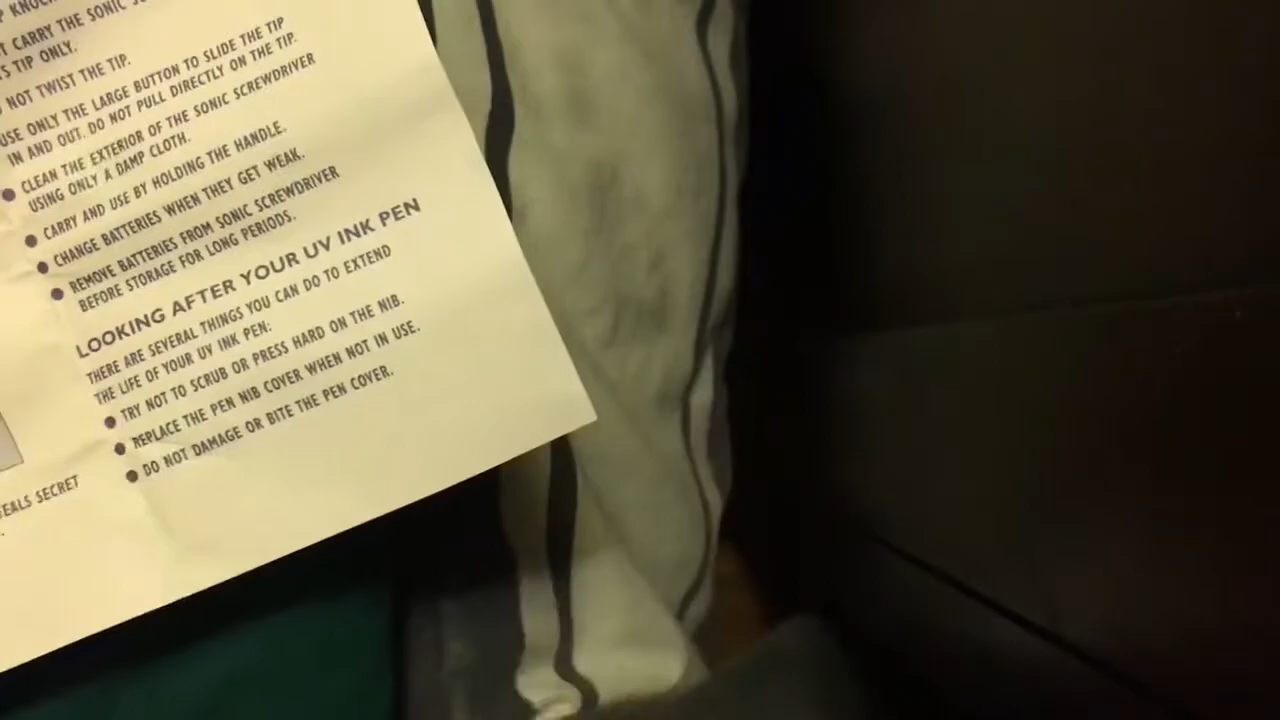 CARRY THE SONIC
TIP ONLY.
NOT TWIST THE TIP.
USE ONLY THE LARGE BUTTON TO SLIDE THE TIP
IN AND OUT. DO NOT PULL DIRECTLY ON THE TIP.
● CLEAN THE EXTERIOR OF THE SONIC SCREWDRIVER
USING ONLY A DAMP CLOTH.
● CARRY AND USE BY HOLDING THE HANDLE.
● CHANGE BATTERIES WHEN THEY GET WEAK.
● REMOVE BATTERIES FROM SONIC SCREWDRIVER
BEFORE STORAGE FOR LONG PERIODS.
LOOKING AFTER YOUR UV INK PEN
THERE ARE SEVERAL THINGS YOU CAN DO TO EXTEND
THE LIFE OF YOUR UV INK PEN:
● TRY NOT TO SCRUB OR PRESS HARD ON THE NIB.
● REPLACE THE PEN NIB COVER WHEN NOT IN USE.
● DO NOT DAMAGE OR BITE THE PEN COVER.
EALS SECRET